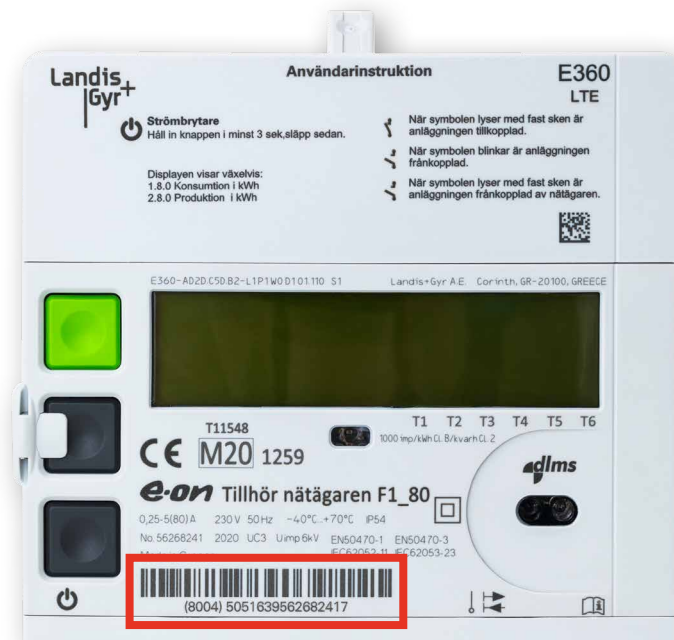 Landis+
Gyr
Användarinstruktion
E360
LTE
Strömbrytare
Håll in knappen i minst 3 sek,släpp sedan.
Displayen visar växelvis:
1.8.0 Konsumtion i kWh
2.8.0 Produktion i kWh
När symbolen lyser med fast sken är
anläggningen tillkopplad.
När symbolen blinkar är anläggningen
frånkopplad.
När symbolen lyser med fast sken är
anläggningen frånkopplad av nätägaren.
E360-AD2D.C5D.B2-L1P1W0D101.110 S1
Landis+Gyr A.E. Corinth, GR-20100, GREECE
T1 T2 T3 T4 T5 T6
1000 imp/kWh Cl. B/kvarh Cl. 2
T11548
CE M20 1259
dlms
e·on Tillhör nätägaren F1_80
0,25-5(80)A 230V 50Hz -40°C...+70°C IP54
No. 56268241 2020 UC3 Uimp 6kV EN50470-1 EN50470-3
IEC62052-11 IEC62053-23
(8004) 5051639562682417